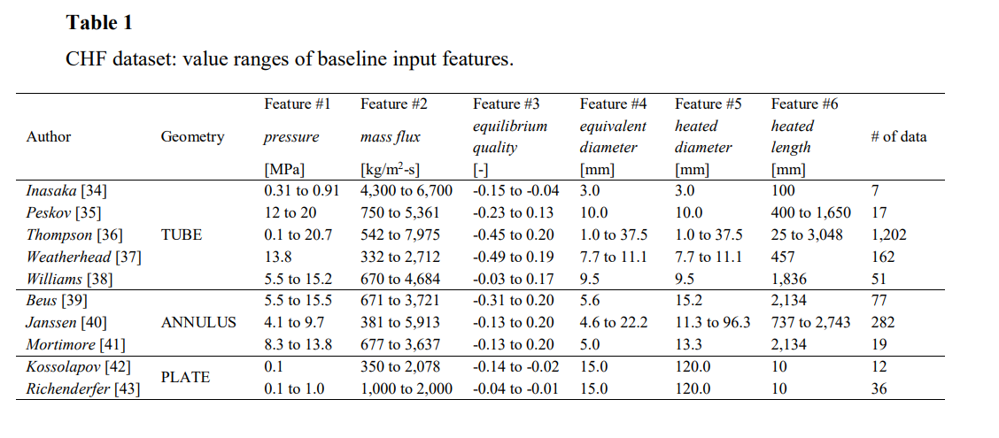 Table 1
CHF dataset: value ranges of baseline input features.
Author Geometry Feature #1 pressure [MPa] Feature #2 mass flux [kg/m²-s] Feature #3 equilibrium quality [-] Feature #4 equivalent diameter [mm] Feature #5 heated diameter [mm] Feature #6 heated length [mm] # of data
Inasaka [34] 0.31 to 0.91 4,300 to 6,700 -0.15 to -0.04 3.0 3.0 100 7
Peskov [35] 12 to 20 750 to 5,361 -0.23 to 0.13 10.0 10.0 400 to 1,650 17
Thompson [36] TUBE 0.1 to 20.7 542 to 7,975 -0.45 to 0.20 1.0 to 37.5 1.0 to 37.5 25 to 3,048 1,202
Weatherhead [37] 13.8 332 to 2,712 -0.49 to 0.19 7.7 to 11.1 7.7 to 11.1 457 162
Williams [38] 5.5 to 15.2 670 to 4,684 -0.03 to 0.17 9.5 9.5 1,836 51
Beus [39] 5.5 to 15.5 671 to 3,721 -0.31 to 0.20 5.6 15.2 2,134 77
Janssen [40] ANNULUS 4.1 to 9.7 381 to 5,913 -0.13 to 0.20 4.6 to 22.2 11.3 to 96.3 737 to 2,743 282
Mortimore [41] 8.3 to 13.8 677 to 3,637 -0.13 to 0.20 5.0 13.3 2,134 19
Kossolapov [42] PLATE 0.1 350 to 2,078 -0.14 to -0.02 15.0 120.0 10 12
Richenderfer [43] 0.1 to 1.0 1,000 to 2,000 -0.04 to -0.01 15.0 120.0 10 36